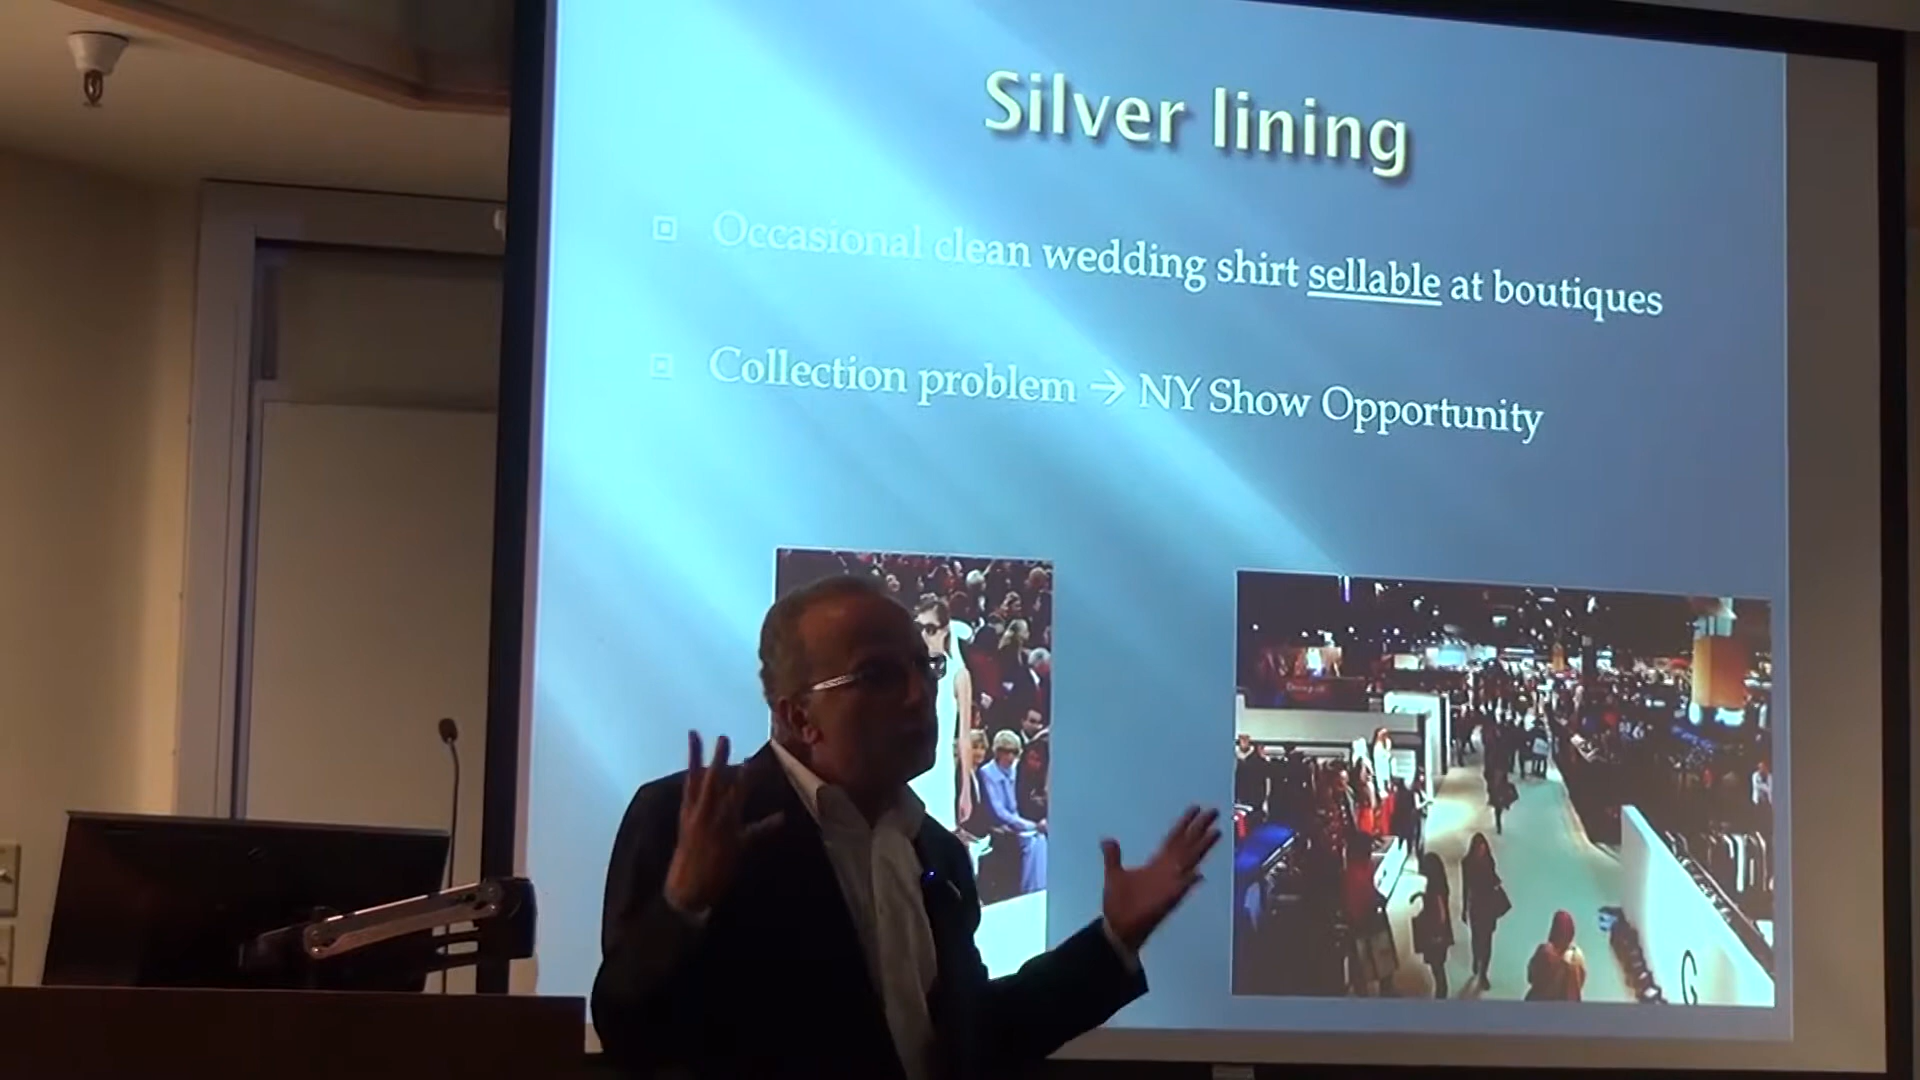 Silver lining
Occasional clean wedding shirt sellable at boutiques
Collection problem → NY Show Opportunity
G